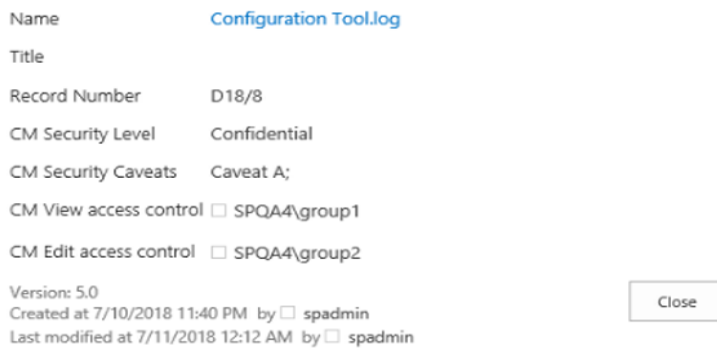 Name Configuration Tool.log
Title
Record Number D18/8
CM Security Level Confidential
CM Security Caveats Caveat A;
CM View access control SPQA4\group1
CM Edit access control SPQA4\group2
Version: 5.0
Created at 7/10/2018 11:40 PM by spadmin
Close
Last modified at 7/11/2018 12:12 AM by spadmin